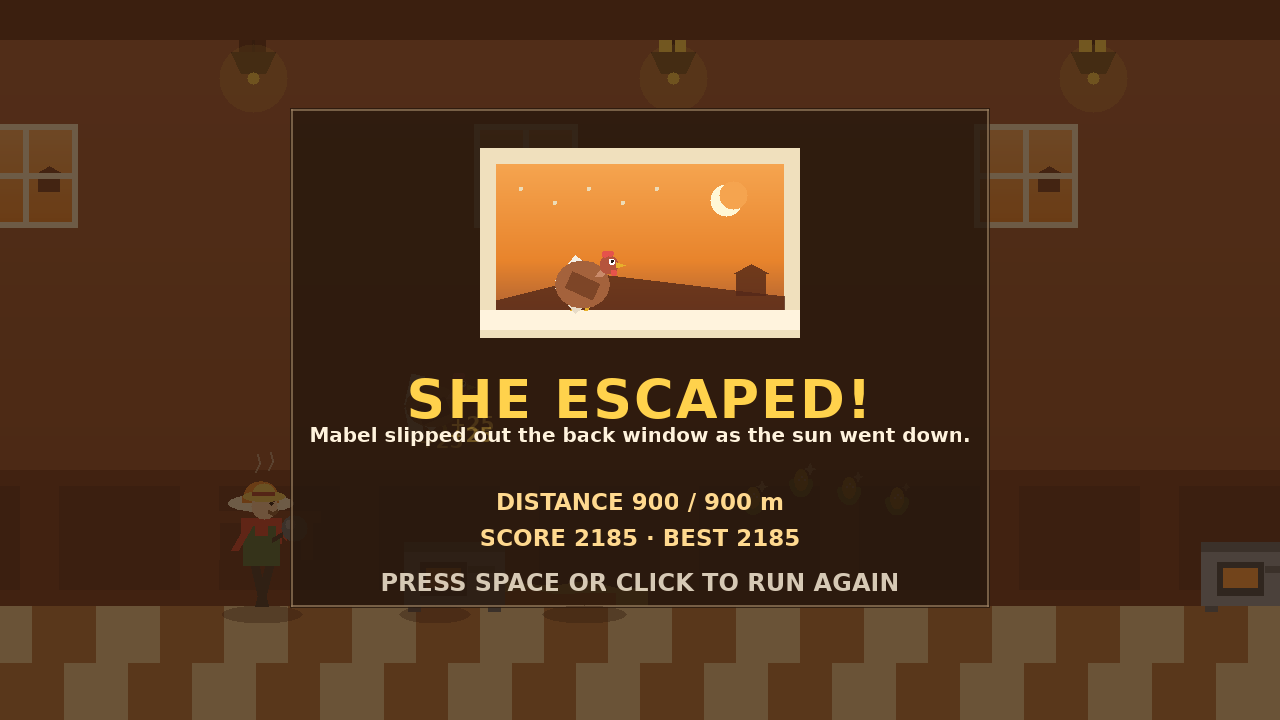 SHE ESCAPED!
Mabel slipped out the back window as the sun went down.
DISTANCE 900 / 900 m
SCORE 2185 · BEST 2185
PRESS SPACE OR CLICK TO RUN AGAIN